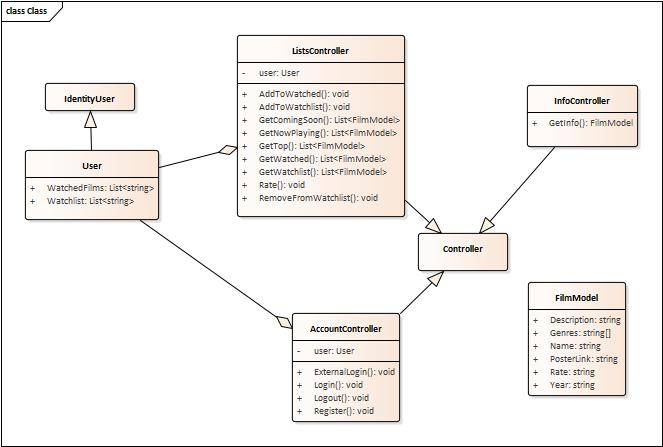 class Class
ListsController
- user: User
+ AddToWatched(): void
+ AddToWatchlist(): void
+ GetComingSoon(): List<FilmModel>
+ GetNowPlaying(): List<FilmModel>
+ GetTop(): List<FilmModel>
+ GetWatched(): List<FilmModel>
+ GetWatchlist(): List<FilmModel>
+ Rate(): void
+ RemoveFromWatchlist(): void
IdentityUser
InfoController
+ GetInfo(): FilmModel
User
+ WatchedFilms: List<string>
+ Watchlist: List<string>
Controller
FilmModel
+ Description: string
+ Genres: string[]
+ Name: string
+ PosterLink: string
+ Rate: string
+ Year: string
AccountController
- user: User
+ ExternalLogin(): void
+ Login(): void
+ Logout(): void
+ Register(): void